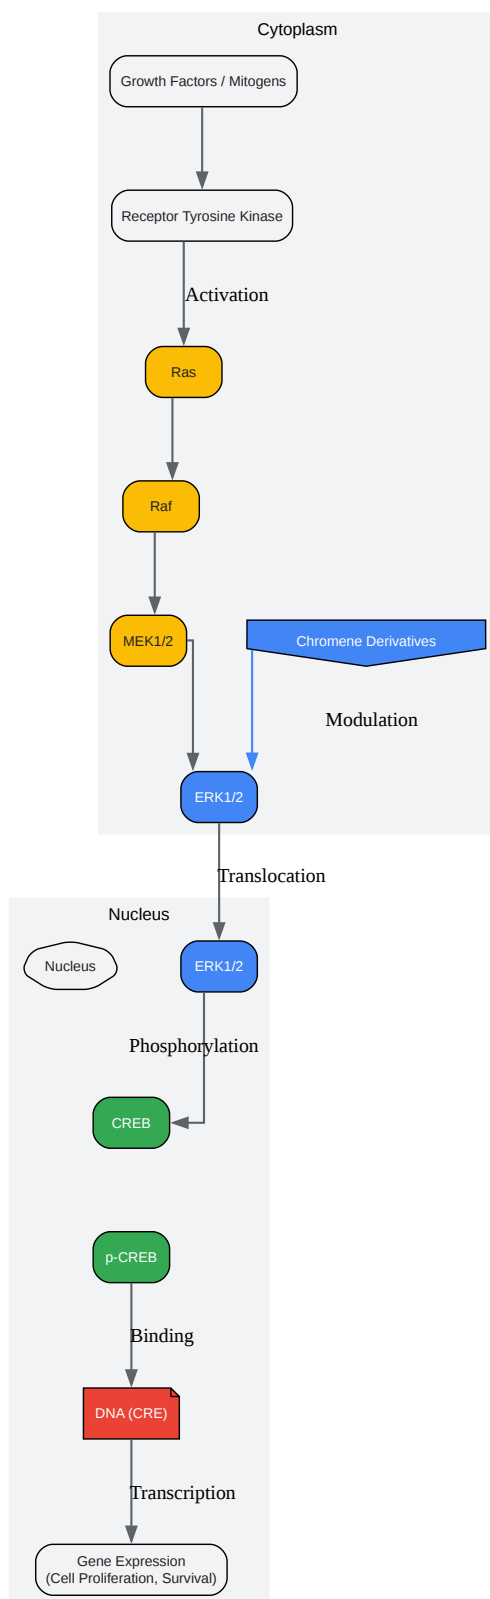 Cytoplasm
Growth Factors / Mitogens
Receptor Tyrosine Kinase
Activation
Ras
Raf
MEK1/2
Chromene Derivatives
Modulation
ERK1/2
Translocation
Nucleus
Nucleus
ERK1/2
Phosphorylation
CREB
p-CREB
Binding
DNA (CRE)
Transcription
Gene Expression
(Cell Proliferation, Survival)